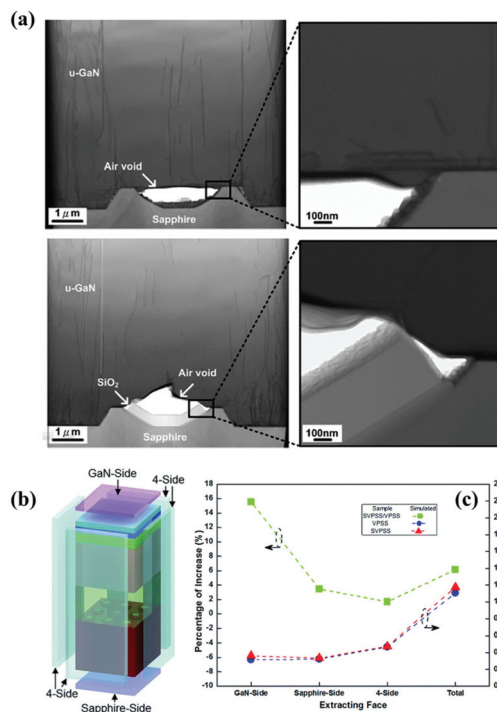 (a)
u-GaN
Air void
Sapphire
1 μm
100nm
u-GaN
SiO2
Air void
Sapphire
1 μm
100nm
(b)
GaN-Side
4-Side
4-Side
Sapphire-Side
(c)
Percentage of Increase (%)
18
16
14
12
10
8
6
4
2
0
-2
-4
-6
-8
-10
Sample Simulated
SVPSS/VPSS
VPSS
SVPSS
GaN-Side Sapphire-Side 4-Side Total
Extracting Face